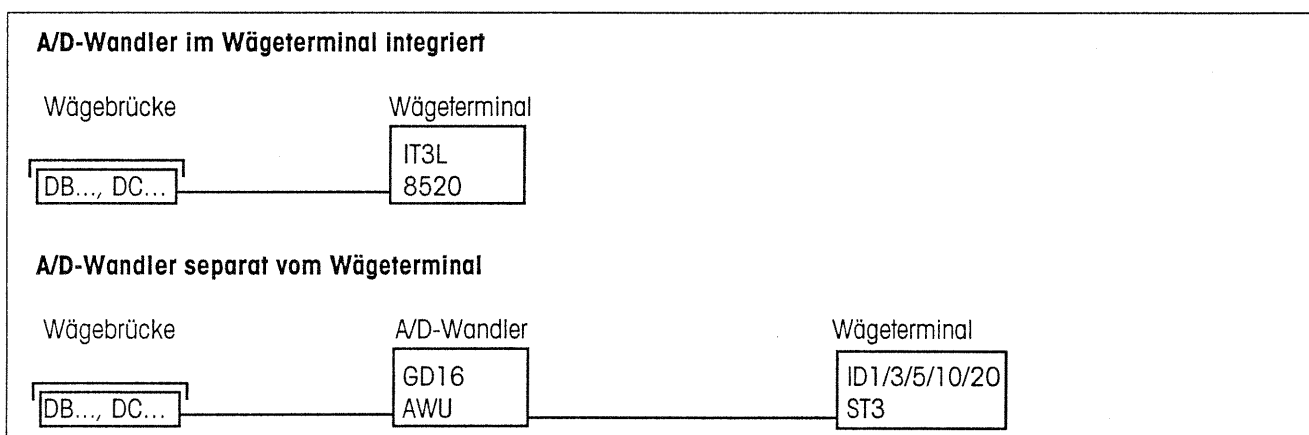 A/D-Wandler im Wägeterminal integriert
Wägebrücke Wägeterminal
IT3L
DB..., DC... 8520
A/D-Wandler separat vom Wägeterminal
Wägebrücke A/D-Wandler Wägeterminal
GD16 ID1/3/5/10/20
DB..., DC... AWU ST3